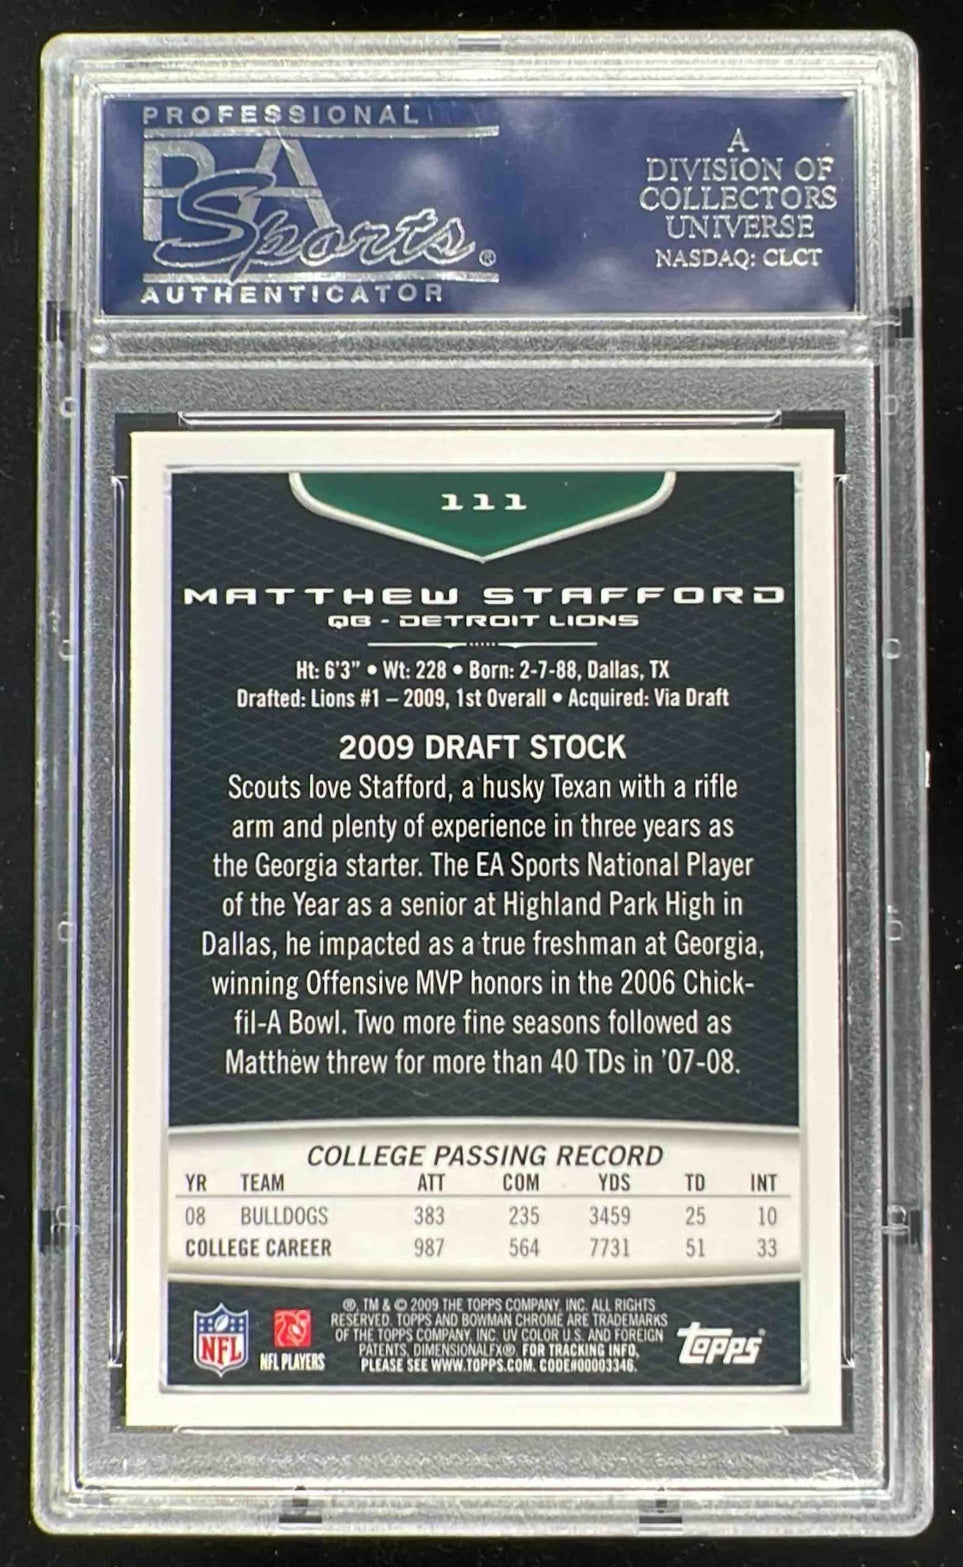 PROFESSIONAL
PSA
Sports®
AUTHENTICATOR
A
DIVISION OF
COLLECTORS
UNIVERSE
NASDAQ: CLCT
111
MATTHEW STAFFORD
QB - DETROIT LIONS
Ht: 6'3" • Wt: 228 • Born: 2-7-88, Dallas, TX
Drafted: Lions #1 – 2009, 1st Overall • Acquired: Via Draft
2009 DRAFT STOCK
Scouts love Stafford, a husky Texan with a rifle
arm and plenty of experience in three years as
the Georgia starter. The EA Sports National Player
of the Year as a senior at Highland Park High in
Dallas, he impacted as a true freshman at Georgia,
winning Offensive MVP honors in the 2006 Chick-
fil-A Bowl. Two more fine seasons followed as
Matthew threw for more than 40 TDs in '07-08.
COLLEGE PASSING RECORD
YR TEAM ATT COM YDS TD INT
08 BULLDOGS 383 235 3459 25 10
COLLEGE CAREER 987 564 7731 51 33
®, TM & © 2009 THE TOPPS COMPANY, INC. ALL RIGHTS
RESERVED. TOPPS AND BOWMAN CHROME ARE TRADEMARKS
OF THE TOPPS COMPANY, INC. UV COLOR U.S. AND FOREIGN
PATENTS, DIMENSIONALFX®. FOR TRACKING INFO,
PLEASE SEE WWW.TOPPS.COM. CODE#00003346.
NFL
NFL PLAYERS
topps